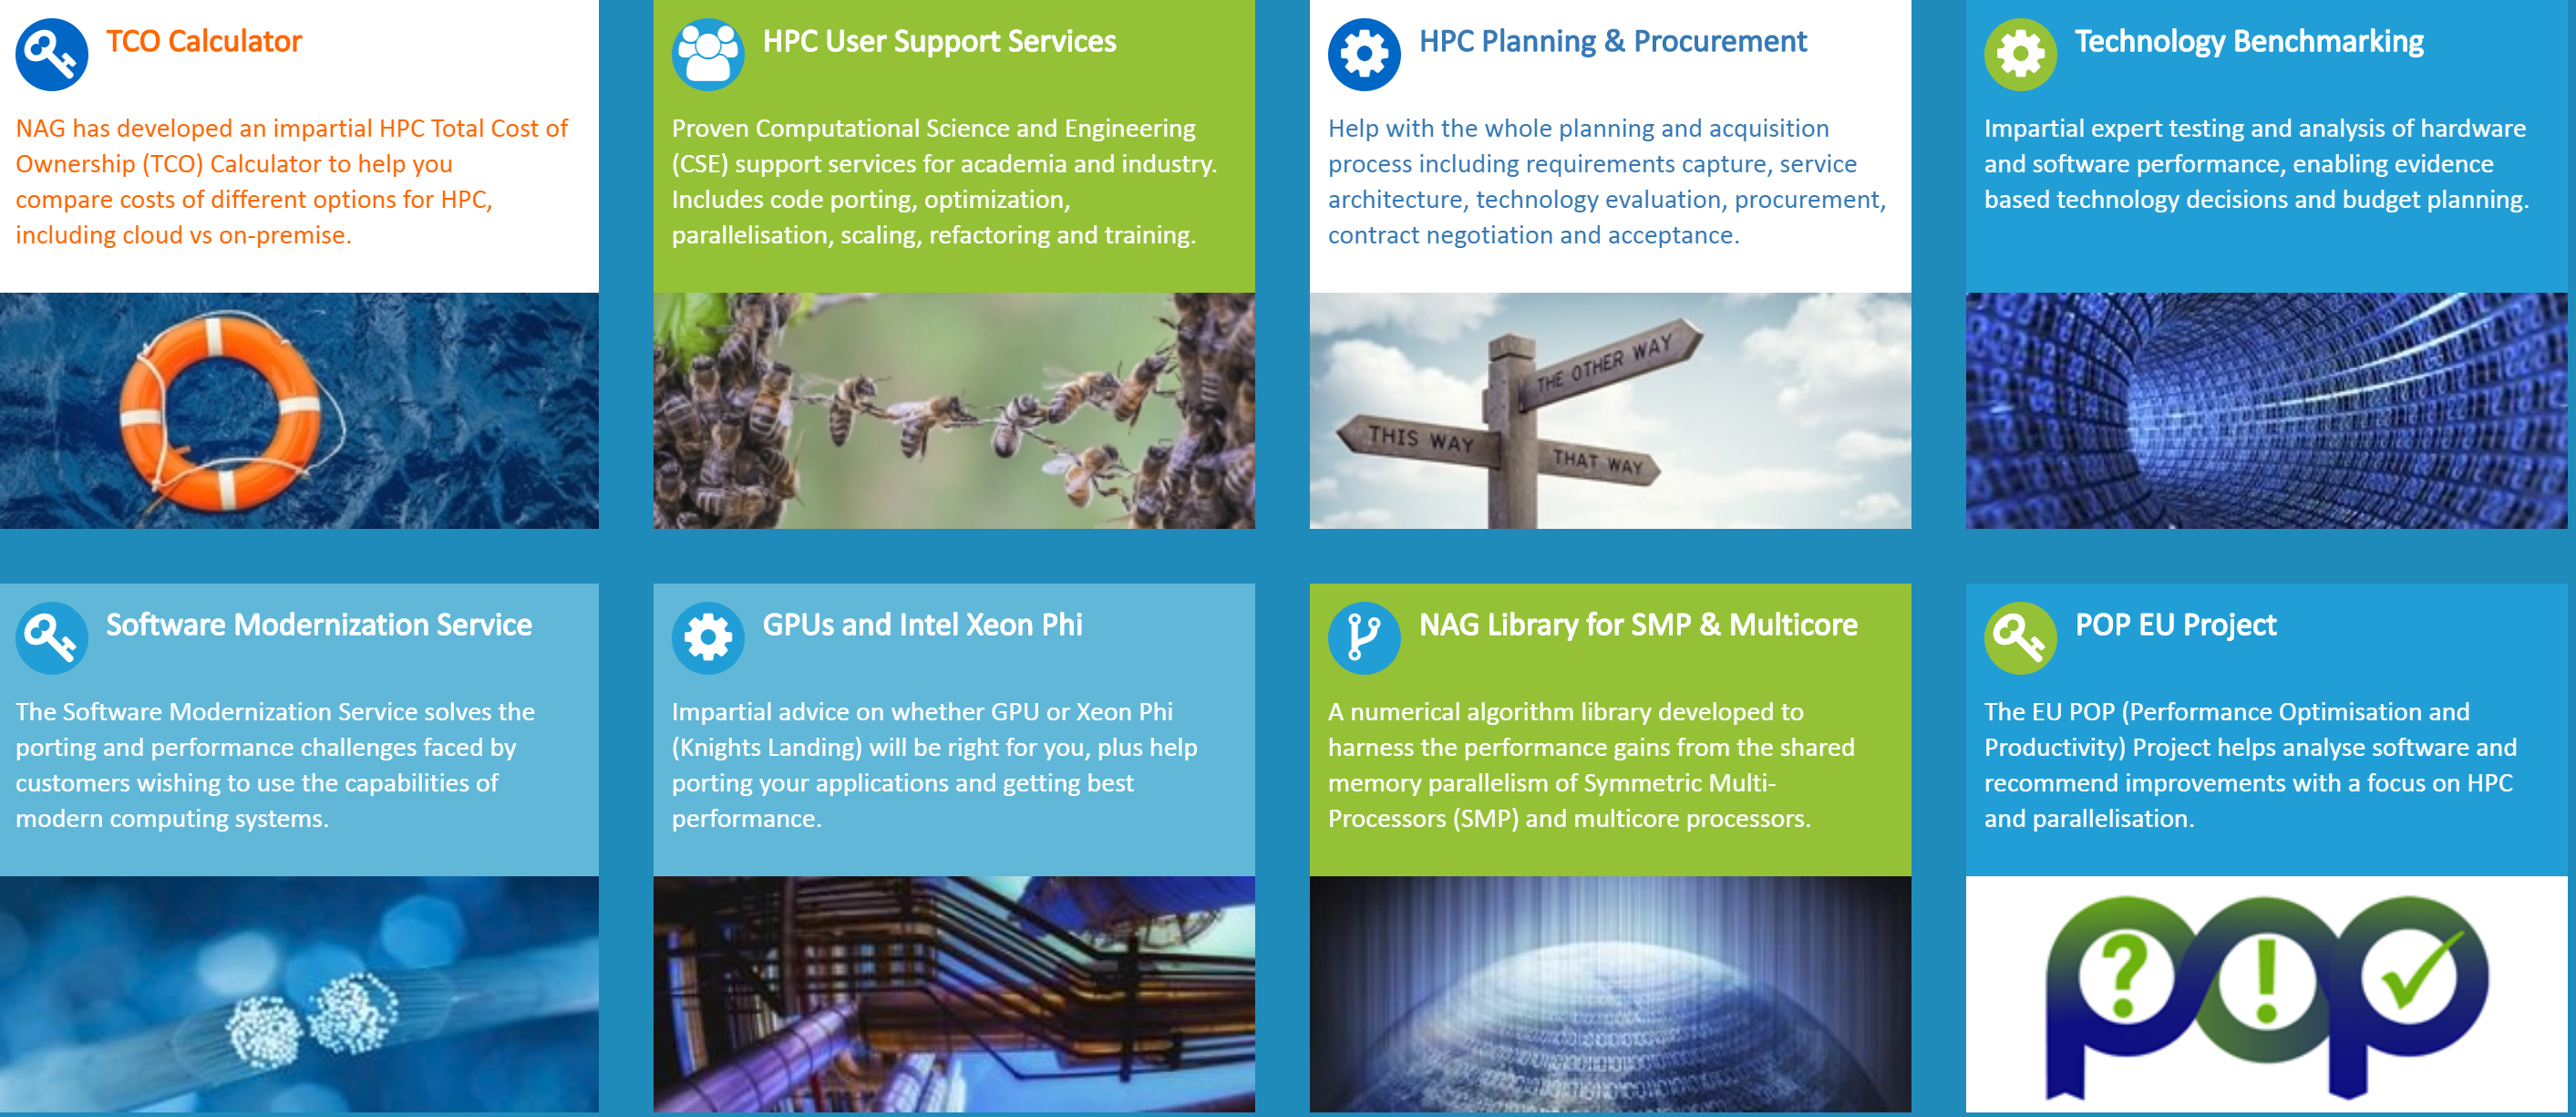 TCO Calculator
NAG has developed an impartial HPC Total Cost of
Ownership (TCO) Calculator to help you
compare costs of different options for HPC,
including cloud vs on-premise.
HPC User Support Services
Proven Computational Science and Engineering
(CSE) support services for academia and industry.
Includes code porting, optimization,
parallelisation, scaling, refactoring and training.
HPC Planning & Procurement
Help with the whole planning and acquisition
process including requirements capture, service
architecture, technology evaluation, procurement,
contract negotiation and acceptance.
THE OTHER WAY
THIS WAY
THAT WAY
Technology Benchmarking
Impartial expert testing and analysis of hardware
and software performance, enabling evidence
based technology decisions and budget planning.
Software Modernization Service
The Software Modernization Service solves the
porting and performance challenges faced by
customers wishing to use the capabilities of
modern computing systems.
GPUs and Intel Xeon Phi
Impartial advice on whether GPU or Xeon Phi
(Knights Landing) will be right for you, plus help
porting your applications and getting best
performance.
NAG Library for SMP & Multicore
A numerical algorithm library developed to
harness the performance gains from the shared
memory parallelism of Symmetric Multi-
Processors (SMP) and multicore processors.
POP EU Project
The EU POP (Performance Optimisation and
Productivity) Project helps analyse software and
recommend improvements with a focus on HPC
and parallelisation.
pop
? ! ✓